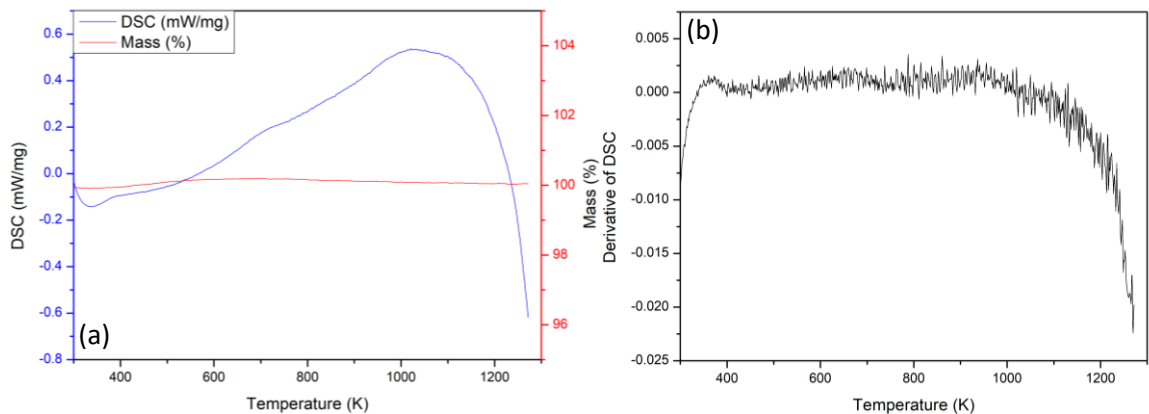 DSC (mW/mg)
Mass (%)
0.6
0.4
0.2
0.0
-0.2
-0.4
-0.6
-0.8
DSC (mW/mg)
104
102
100
98
96
Mass (%)
(a)
400 600 800 1000 1200
Temperature (K)
(b)
0.005
0.000
-0.005
-0.010
-0.015
-0.020
-0.025
Derivative of DSC
400 600 800 1000 1200
Temperature (K)